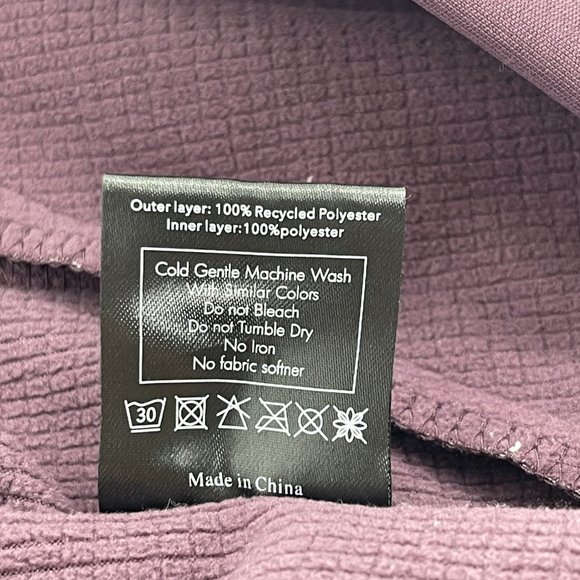 Outer layer: 100% Recycled Polyester
Inner layer:100%polyester
Cold Gentle Machine Wash
With Similar Colors
Do not Bleach
Do not Tumble Dry
No Iron
No fabric softner
30
Made in China